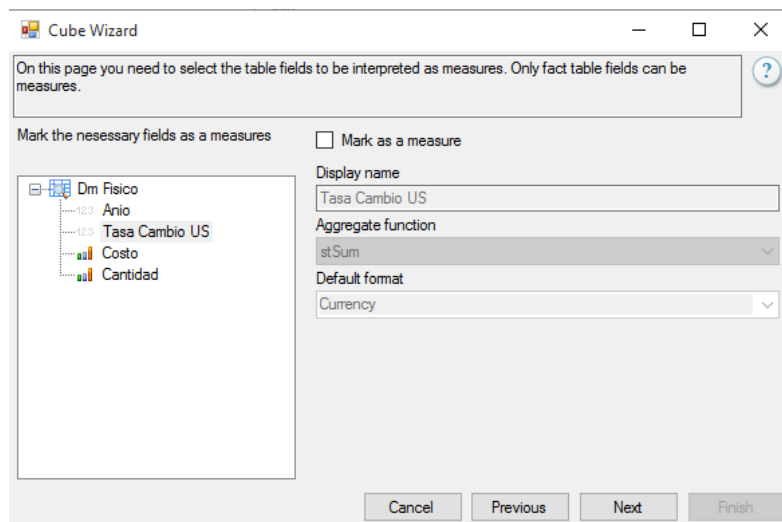 Cube Wizard
On this page you need to select the table fields to be interpreted as measures. Only fact table fields can be
measures.
?
Mark the nesessary fields as a measures
Dm Fisico
123 Anio
123 Tasa Cambio US
Costo
Cantidad
Mark as a measure
Display name
Tasa Cambio US
Aggregate function
stSum
Default format
Currency
Cancel
Previous
Next
Finish